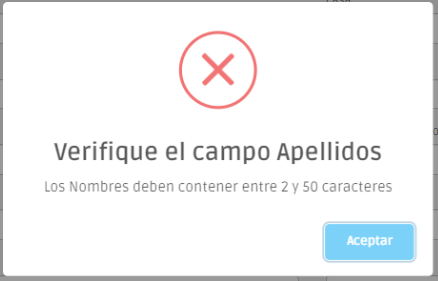 Verifique el campo Apellidos
Los Nombres deben contener entre 2 y 50 caracteres
Aceptar